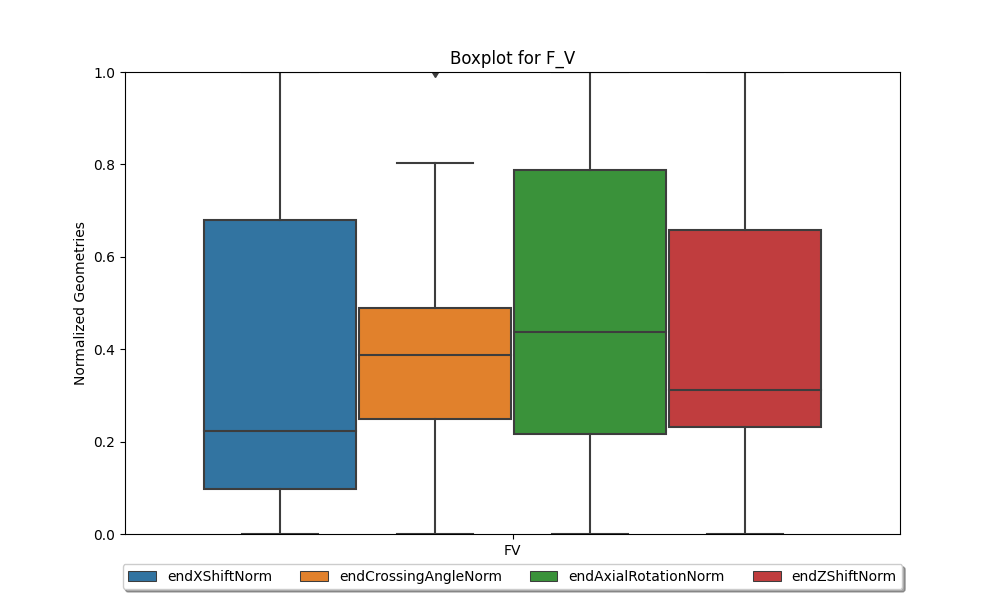 Boxplot for F_V
1.0
0.8
0.6
0.4
0.2
0.0
Normalized Geometries
FV
endXShiftNorm endCrossingAngleNorm endAxialRotationNorm endZShiftNorm